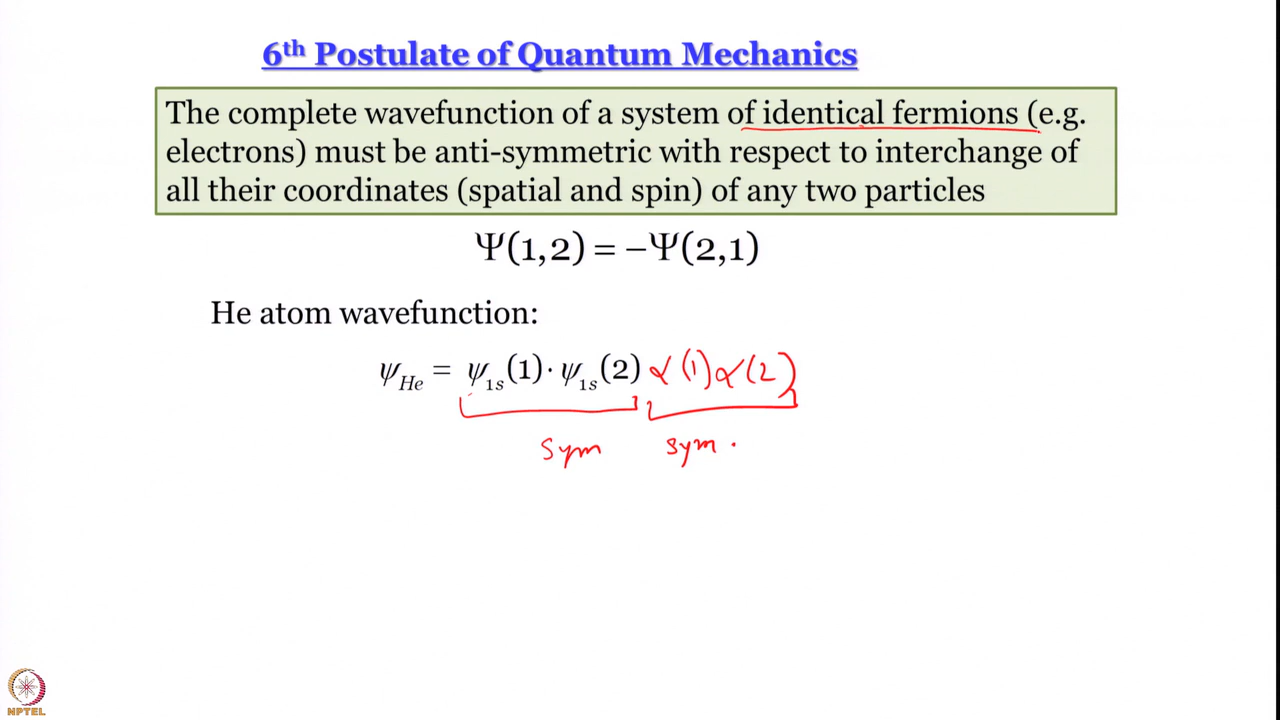 6th Postulate of Quantum Mechanics
The complete wavefunction of a system of identical fermions (e.g.
electrons) must be anti-symmetric with respect to interchange of
all their coordinates (spatial and spin) of any two particles
Ψ(1,2) = −Ψ(2,1)
He atom wavefunction:
ψHe = ψ1s(1)·ψ1s(2) α(1)α(2)
Sym sym.
NPTEL